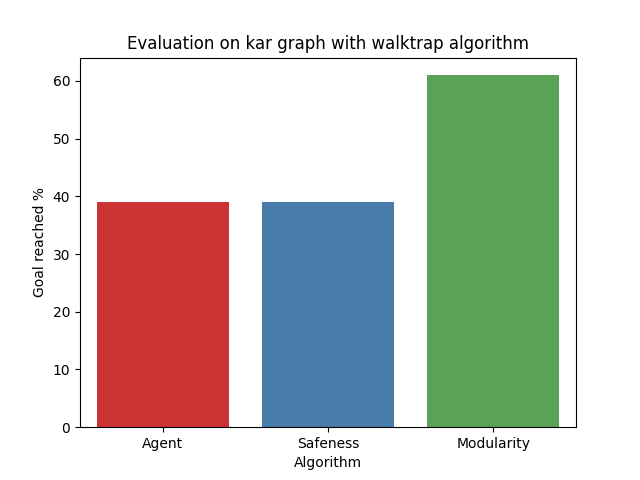 Evaluation on kar graph with walktrap algorithm
Goal reached %
60
50
40
30
20
10
0
Agent
Safeness
Modularity
Algorithm